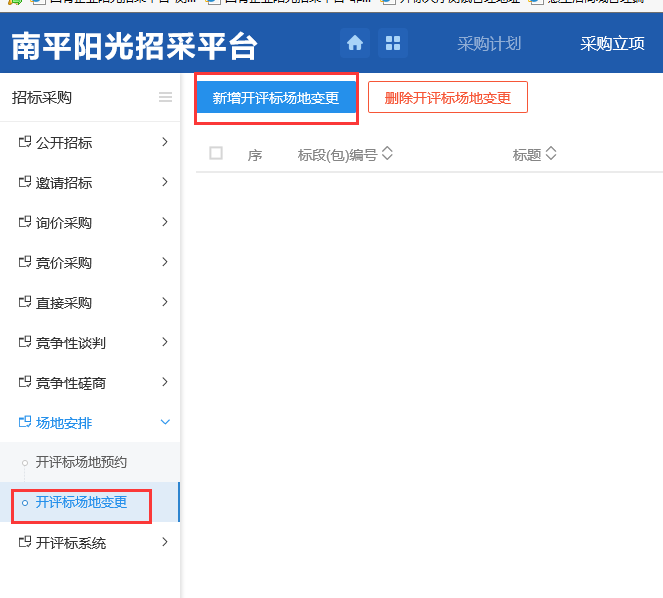 南平阳光招采平台
采购计划
采购立项
招标采购
新增开评标场地变更
删除开评标场地变更
序
标段(包)编号
标题
公开招标
邀请招标
询价采购
竞价采购
直接采购
竞争性谈判
竞争性磋商
场地安排
开评标场地预约
开评标场地变更
开评标系统